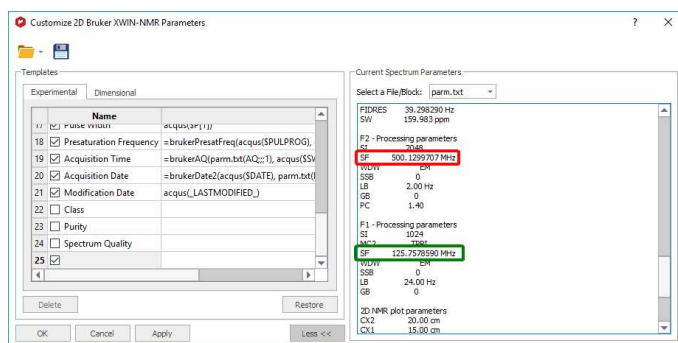 Customize 2D Bruker XWIN-NMR Parameters
? X
Templates
Experimental Dimensional
Name
17 Pulse Width acqus($P[1])
18 Presaturation Frequency =brukerPresatFreq(acqus($PULPROG),
19 Acquisition Time =brukerAQ(parm.txt(AQ;;;1), acqus($SW
20 Acquisition Date =brukerDate2(acqus($DATE), parm.txt(
21 Modification Date acqus(_LASTMODIFIED_)
22 Class
23 Purity
24 Spectrum Quality
25
Delete Restore
OK Cancel Apply Less <<
Current Spectrum Parameters
Select a File/Block: parm.txt
FIDRES 39.298290 Hz
SW 159.983 ppm
F2 - Processing parameters
SI 2048
SF 500.1299707 MHz
WDW EM
SSB 0
LB 2.00 Hz
GB 0
PC 1.40
F1 - Processing parameters
SI 1024
MC2 TPPI
SF 125.7578590 MHz
WDW EM
SSB 0
LB 24.00 Hz
GB 0
2D NMR plot parameters
CX2 20.00 cm
CX1 15.00 cm